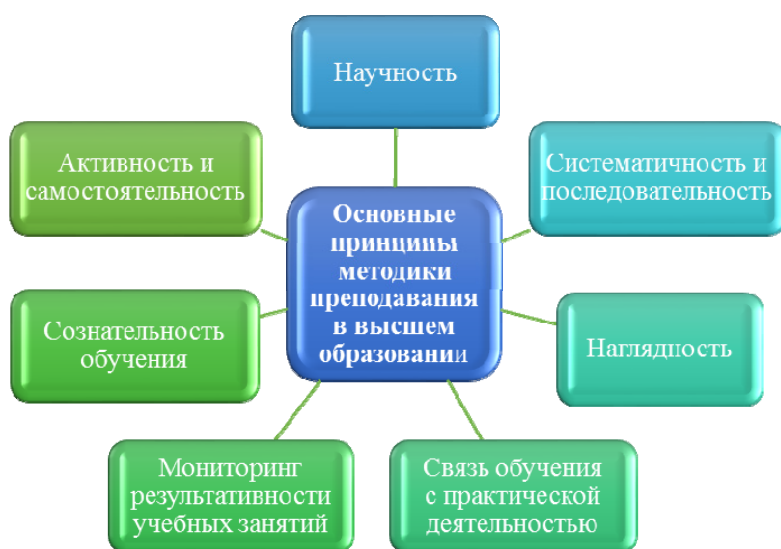 Научность
Активность и
самостоятельность
Систематичность и
последовательность
Основные
принципы
методики
преподавания
в высшем
образовании
Сознательность
обучения
Наглядность
Мониторинг
результативности
учебных занятий
Связь обучения
с практической
деятельностью